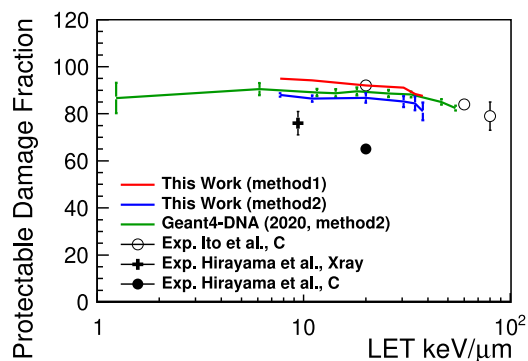 Protectable Damage Fraction
120
100
80
60
40
20
0
This Work (method1)
This Work (method2)
Geant4-DNA (2020, method2)
Exp. Ito et al., C
Exp. Hirayama et al., Xray
Exp. Hirayama et al., C
1 10 10²
LET keV/μm